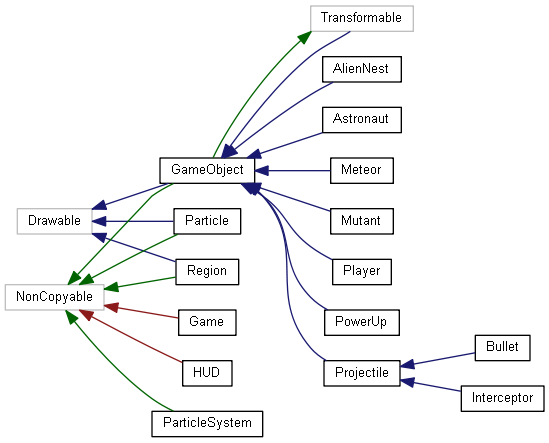 Transformable
AlienNest
Astronaut
GameObject
Meteor
Drawable
Particle
Mutant
Region
Player
NonCopyable
Game
PowerUp
HUD
Projectile
Bullet
Interceptor
ParticleSystem